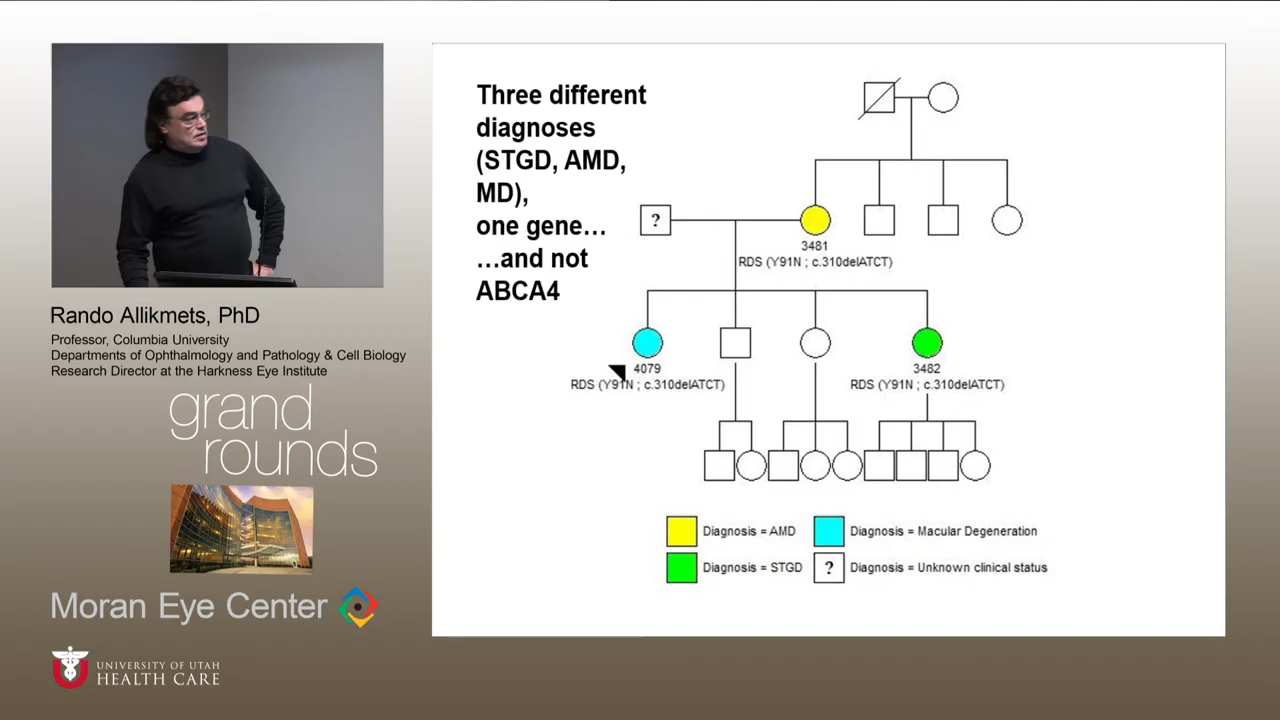 Three different
diagnoses
(STGD, AMD,
MD),
one gene…
…and not
ABCA4
?
3481
RDS (Y91N ; c.310delATCT)
4079
RDS (Y91N ; c.310delATCT)
3482
RDS (Y91N ; c.310delATCT)
Diagnosis = AMD
Diagnosis = Macular Degeneration
Diagnosis = STGD
?
Diagnosis = Unknown clinical status
Rando Allikmets, PhD
Professor, Columbia University
Departments of Ophthalmology and Pathology & Cell Biology
Research Director at the Harkness Eye Institute
grand
rounds
Moran Eye Center
U
UNIVERSITY OF UTAH
HEALTH CARE